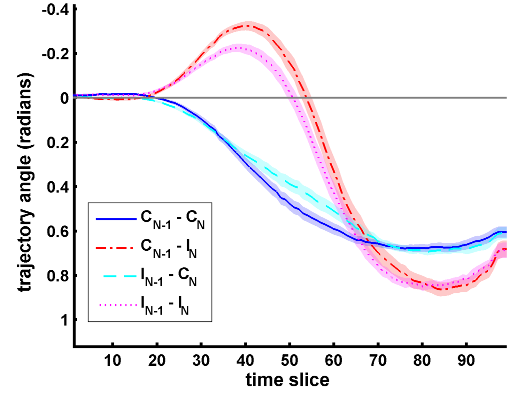 -0.4
-0.2
0
0.2
0.4
0.6
0.8
1
trajectory angle (radians)
C_N-1 - C_N
C_N-1 - I_N
I_N-1 - C_N
I_N-1 - I_N
10 20 30 40 50 60 70 80 90
time slice